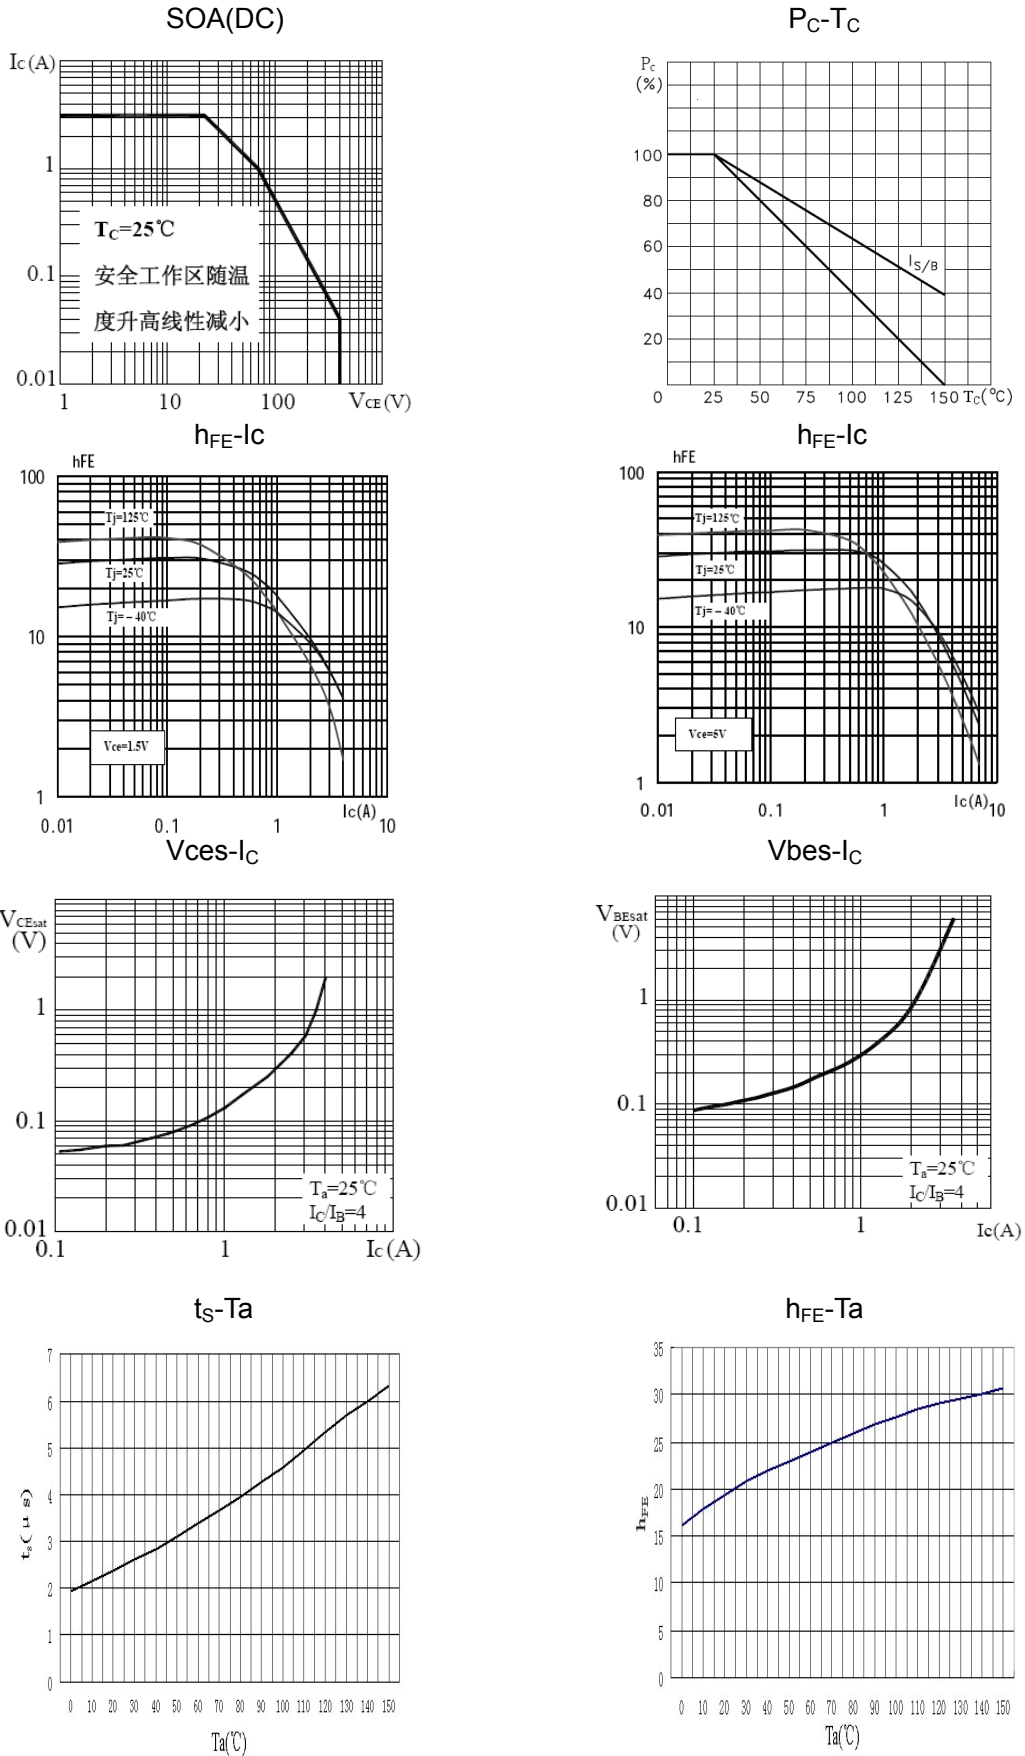 SOA(DC)
Ic(A)
1
0.1
0.01
1 10 100 VCE(V)
TC=25℃
安全工作区随温
度升高线性减小
PC-TC
Pc
(%)
100
80
60
40
20
0 25 50 75 100 125 150 TC(℃)
IS/B
hFE-Ic
hFE
100
10
1
0.01 0.1 1 10
Ic(A)
Tj=125℃
Tj=25℃
Tj=-40℃
Vce=1.5V
hFE-Ic
hFE
100
10
1
0.01 0.1 1 10
Ic(A)
Tj=125℃
Tj=25℃
Tj=-40℃
Vce=5V
Vces-IC
VCEsat
(V)
1
0.1
0.01
0.1 1 Ic(A)
Ta=25℃
IC/IB=4
Vbes-IC
VBEsat
(V)
1
0.1
0.01
0.1 1 Ic(A)
Ta=25℃
IC/IB=4
tS-Ta
7
6
5
4
3
2
1
0
ts(μs)
0 10 20 30 40 50 60 70 80 90 100 110 120 130 140 150
Ta(℃)
hFE-Ta
35
30
25
20
15
10
5
0
hFE
0 10 20 30 40 50 60 70 80 90 100 110 120 130 140 150
Ta(℃)